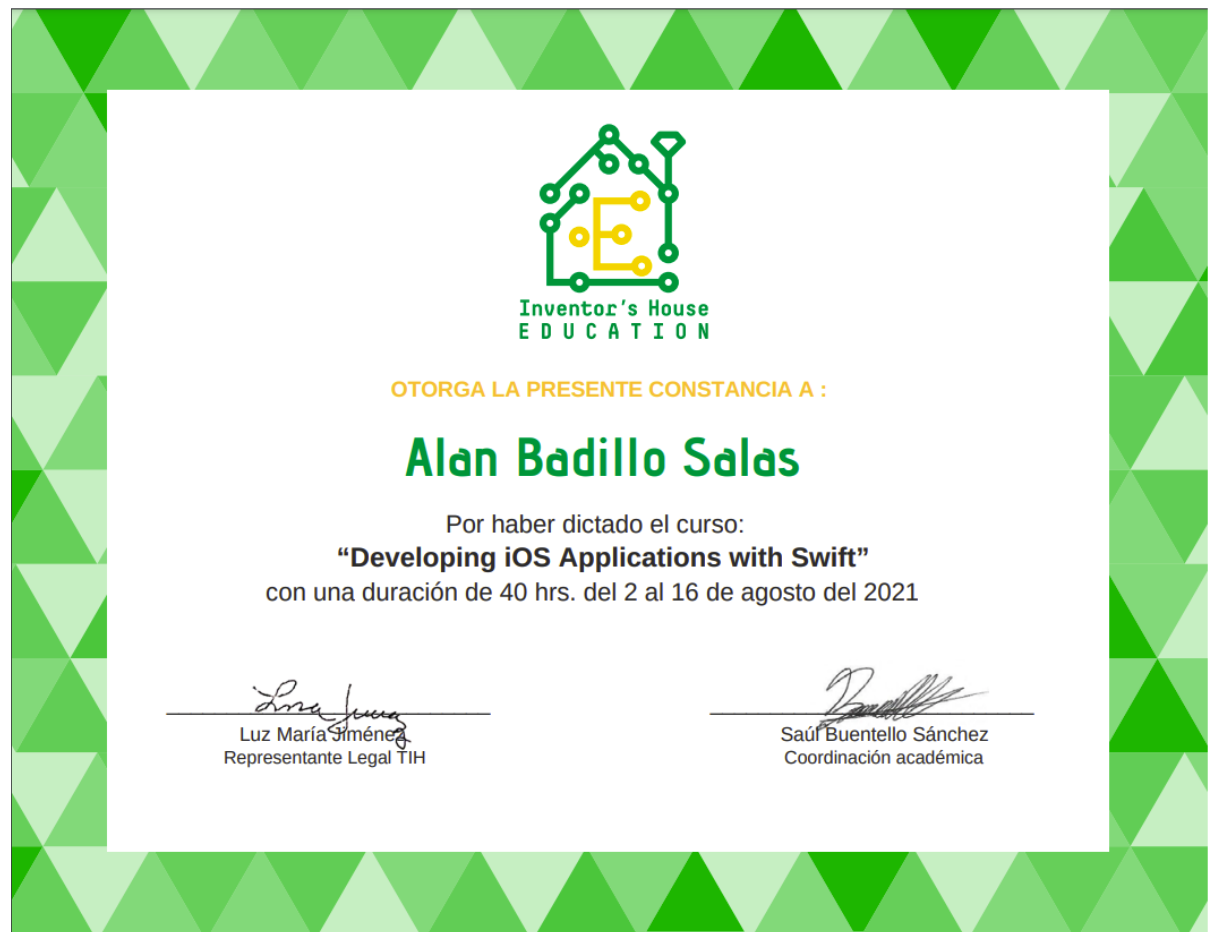 Inventor's House
EDUCATION
OTORGA LA PRESENTE CONSTANCIA A :
Alan Badillo Salas
Por haber dictado el curso:
“Developing iOS Applications with Swift”
con una duración de 40 hrs. del 2 al 16 de agosto del 2021
Luz María Jiménez
Representante Legal TIH
Saúl Buentello Sánchez
Coordinación académica